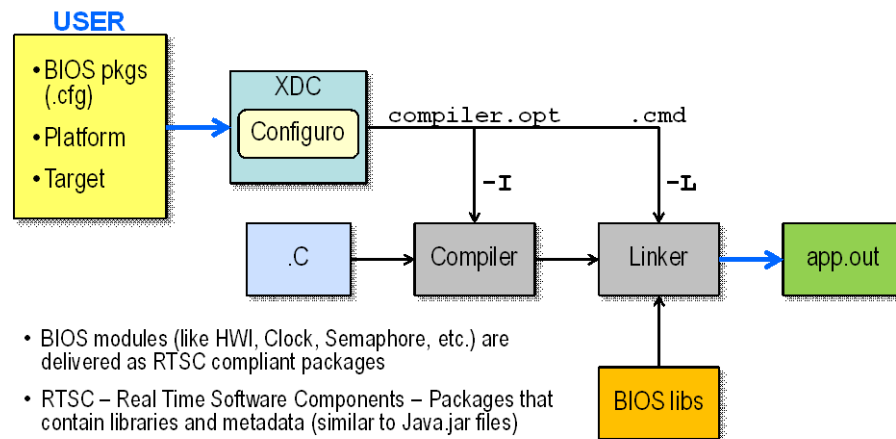 USER
• BIOS pkgs
(.cfg)
• Platform
• Target
XDC
Configuro
compiler.opt
.cmd
-I
-L
.C
Compiler
Linker
app.out
BIOS libs
• BIOS modules (like HWI, Clock, Semaphore, etc.) are
delivered as RTSC compliant packages
• RTSC – Real Time Software Components – Packages that
contain libraries and metadata (similar to Java.jar files)